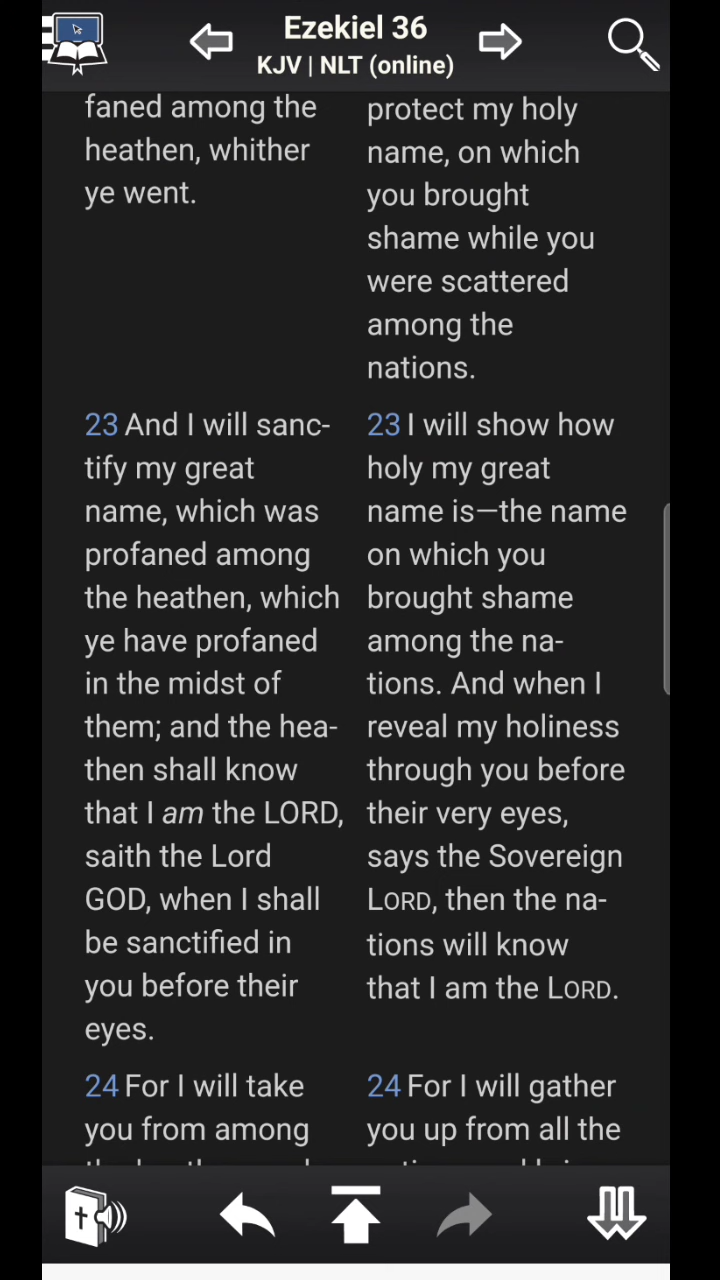 Ezekiel 36
KJV | NLT (online)
faned among the
heathen, whither
ye went.
23 And I will sanc-
tify my great
name, which was
profaned among
the heathen, which
ye have profaned
in the midst of
them; and the hea-
then shall know
that I am the LORD,
saith the Lord
GOD, when I shall
be sanctified in
you before their
eyes.
24 For I will take
you from among
protect my holy
name, on which
you brought
shame while you
were scattered
among the
nations.
23 I will show how
holy my great
name is—the name
on which you
brought shame
among the na-
tions. And when I
reveal my holiness
through you before
their very eyes,
says the Sovereign
LORD, then the na-
tions will know
that I am the LORD.
24 For I will gather
you up from all the